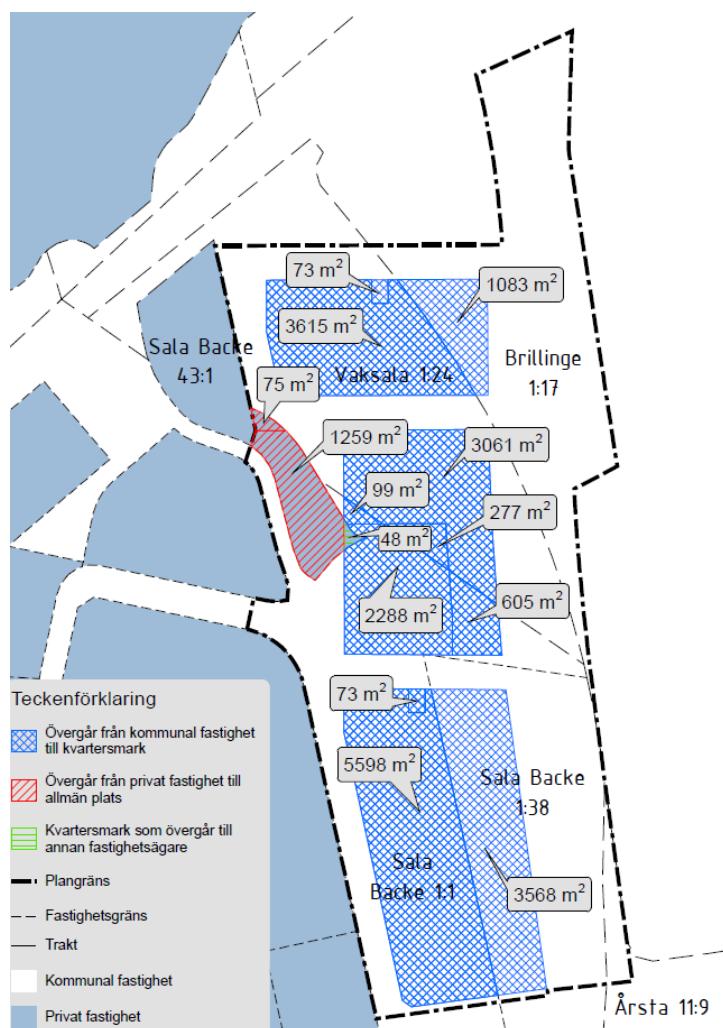 73 m²
1083 m²
3615 m²
Sala Backe
43:1
Vaksala 1:24
Brillinge
1:17
75 m²
1259 m²
3061 m²
99 m²
277 m²
48 m²
2288 m²
605 m²
73 m²
5598 m²
Sala Backe
1:38
Sala
Backe 1:1
3568 m²
Årsta 11:9
Teckenförklaring
Övergår från kommunal fastighet
till kvartersmark
Övergår från privat fastighet till
allmän plats
Kvartersmark som övergår till
annan fastighetsägare
Plangräns
Fastighetsgräns
Trakt
Kommunal fastighet
Privat fastighet